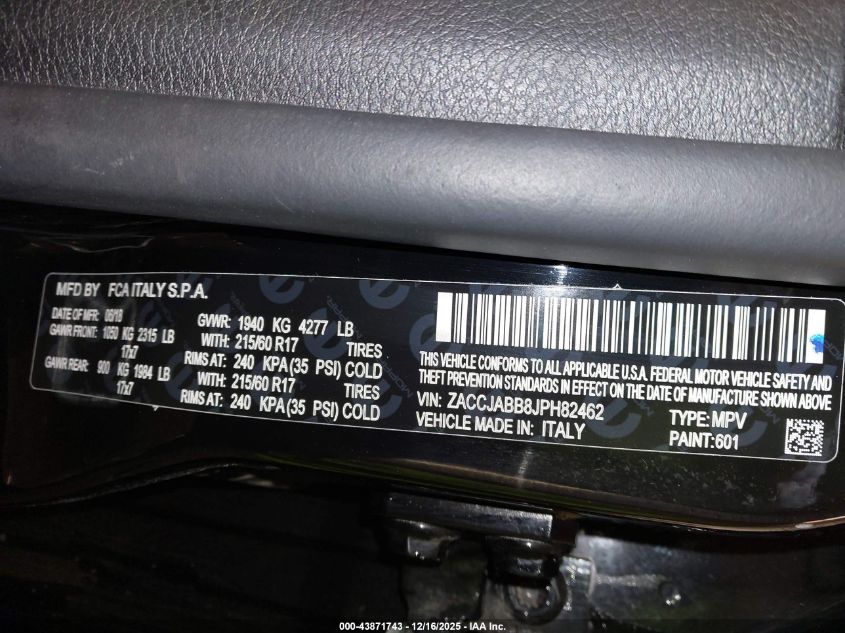 MFD BY FCA ITALY S.P.A.
DATE OF MFR: 06/18 GVWR: 1940 KG 4277 LB
GAWR FRONT: 1050 KG 2315 LB WITH: 215/60 R17 TIRES
17x7 RIMS AT: 240 KPA(35 PSI) COLD
GAWR REAR: 900 KG 1984 LB WITH: 215/60 R17 TIRES
17x7 RIMS AT: 240 KPA(35 PSI) COLD
THIS VEHICLE CONFORMS TO ALL APPLICABLE U.S.A. FEDERAL MOTOR VEHICLE SAFETY AND
THEFT PREVENTION STANDARDS IN EFFECT ON THE DATE OF MANUFACTURE SHOWN ABOVE
VIN: ZACCJABB8JPH82462 TYPE: MPV
VEHICLE MADE IN: ITALY PAINT: 601
000-43871743 - 12/16/2025 - IAA Inc.